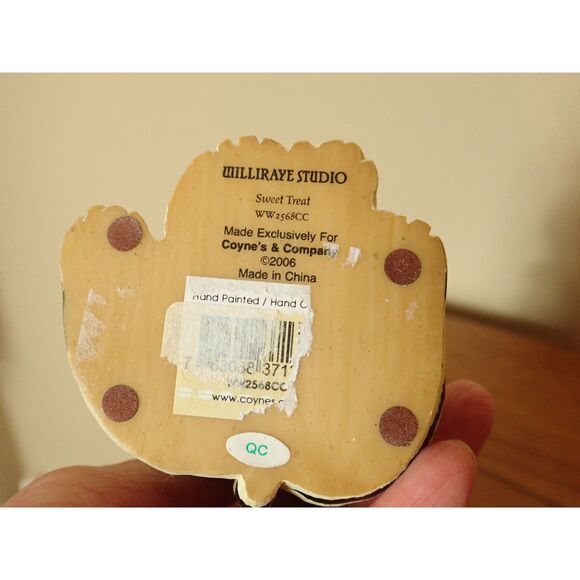 WILLIRAYE STUDIO
Sweet Treat
WW2568CC
Made Exclusively For
Coyne's & Company
©2006
Made in China
Hand Painted / Hand C
WW2568CC
www.coynes.c
QC